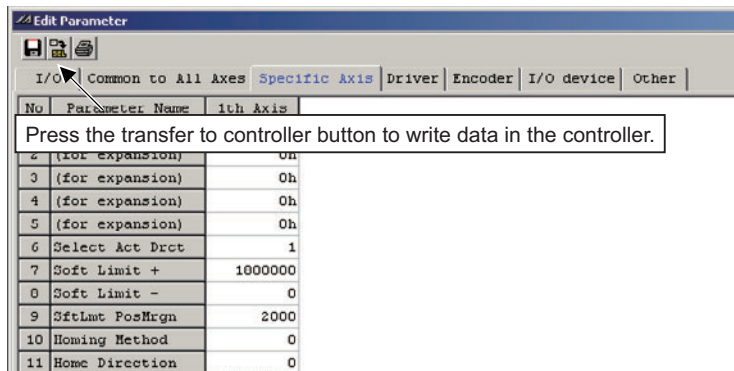 Edit Parameter
I/O Common to All Axes Specific Axis Driver Encoder I/O device Other
No Parameter Name 1th Axis
Press the transfer to controller button to write data in the controller.
2 (for expansion) 0h
3 (for expansion) 0h
4 (for expansion) 0h
5 (for expansion) 0h
6 Select Act Drct 1
7 Soft Limit + 1000000
8 Soft Limit - 0
9 SftLmt PosMrgn 2000
10 Homing Method 0
11 Home Direction 0